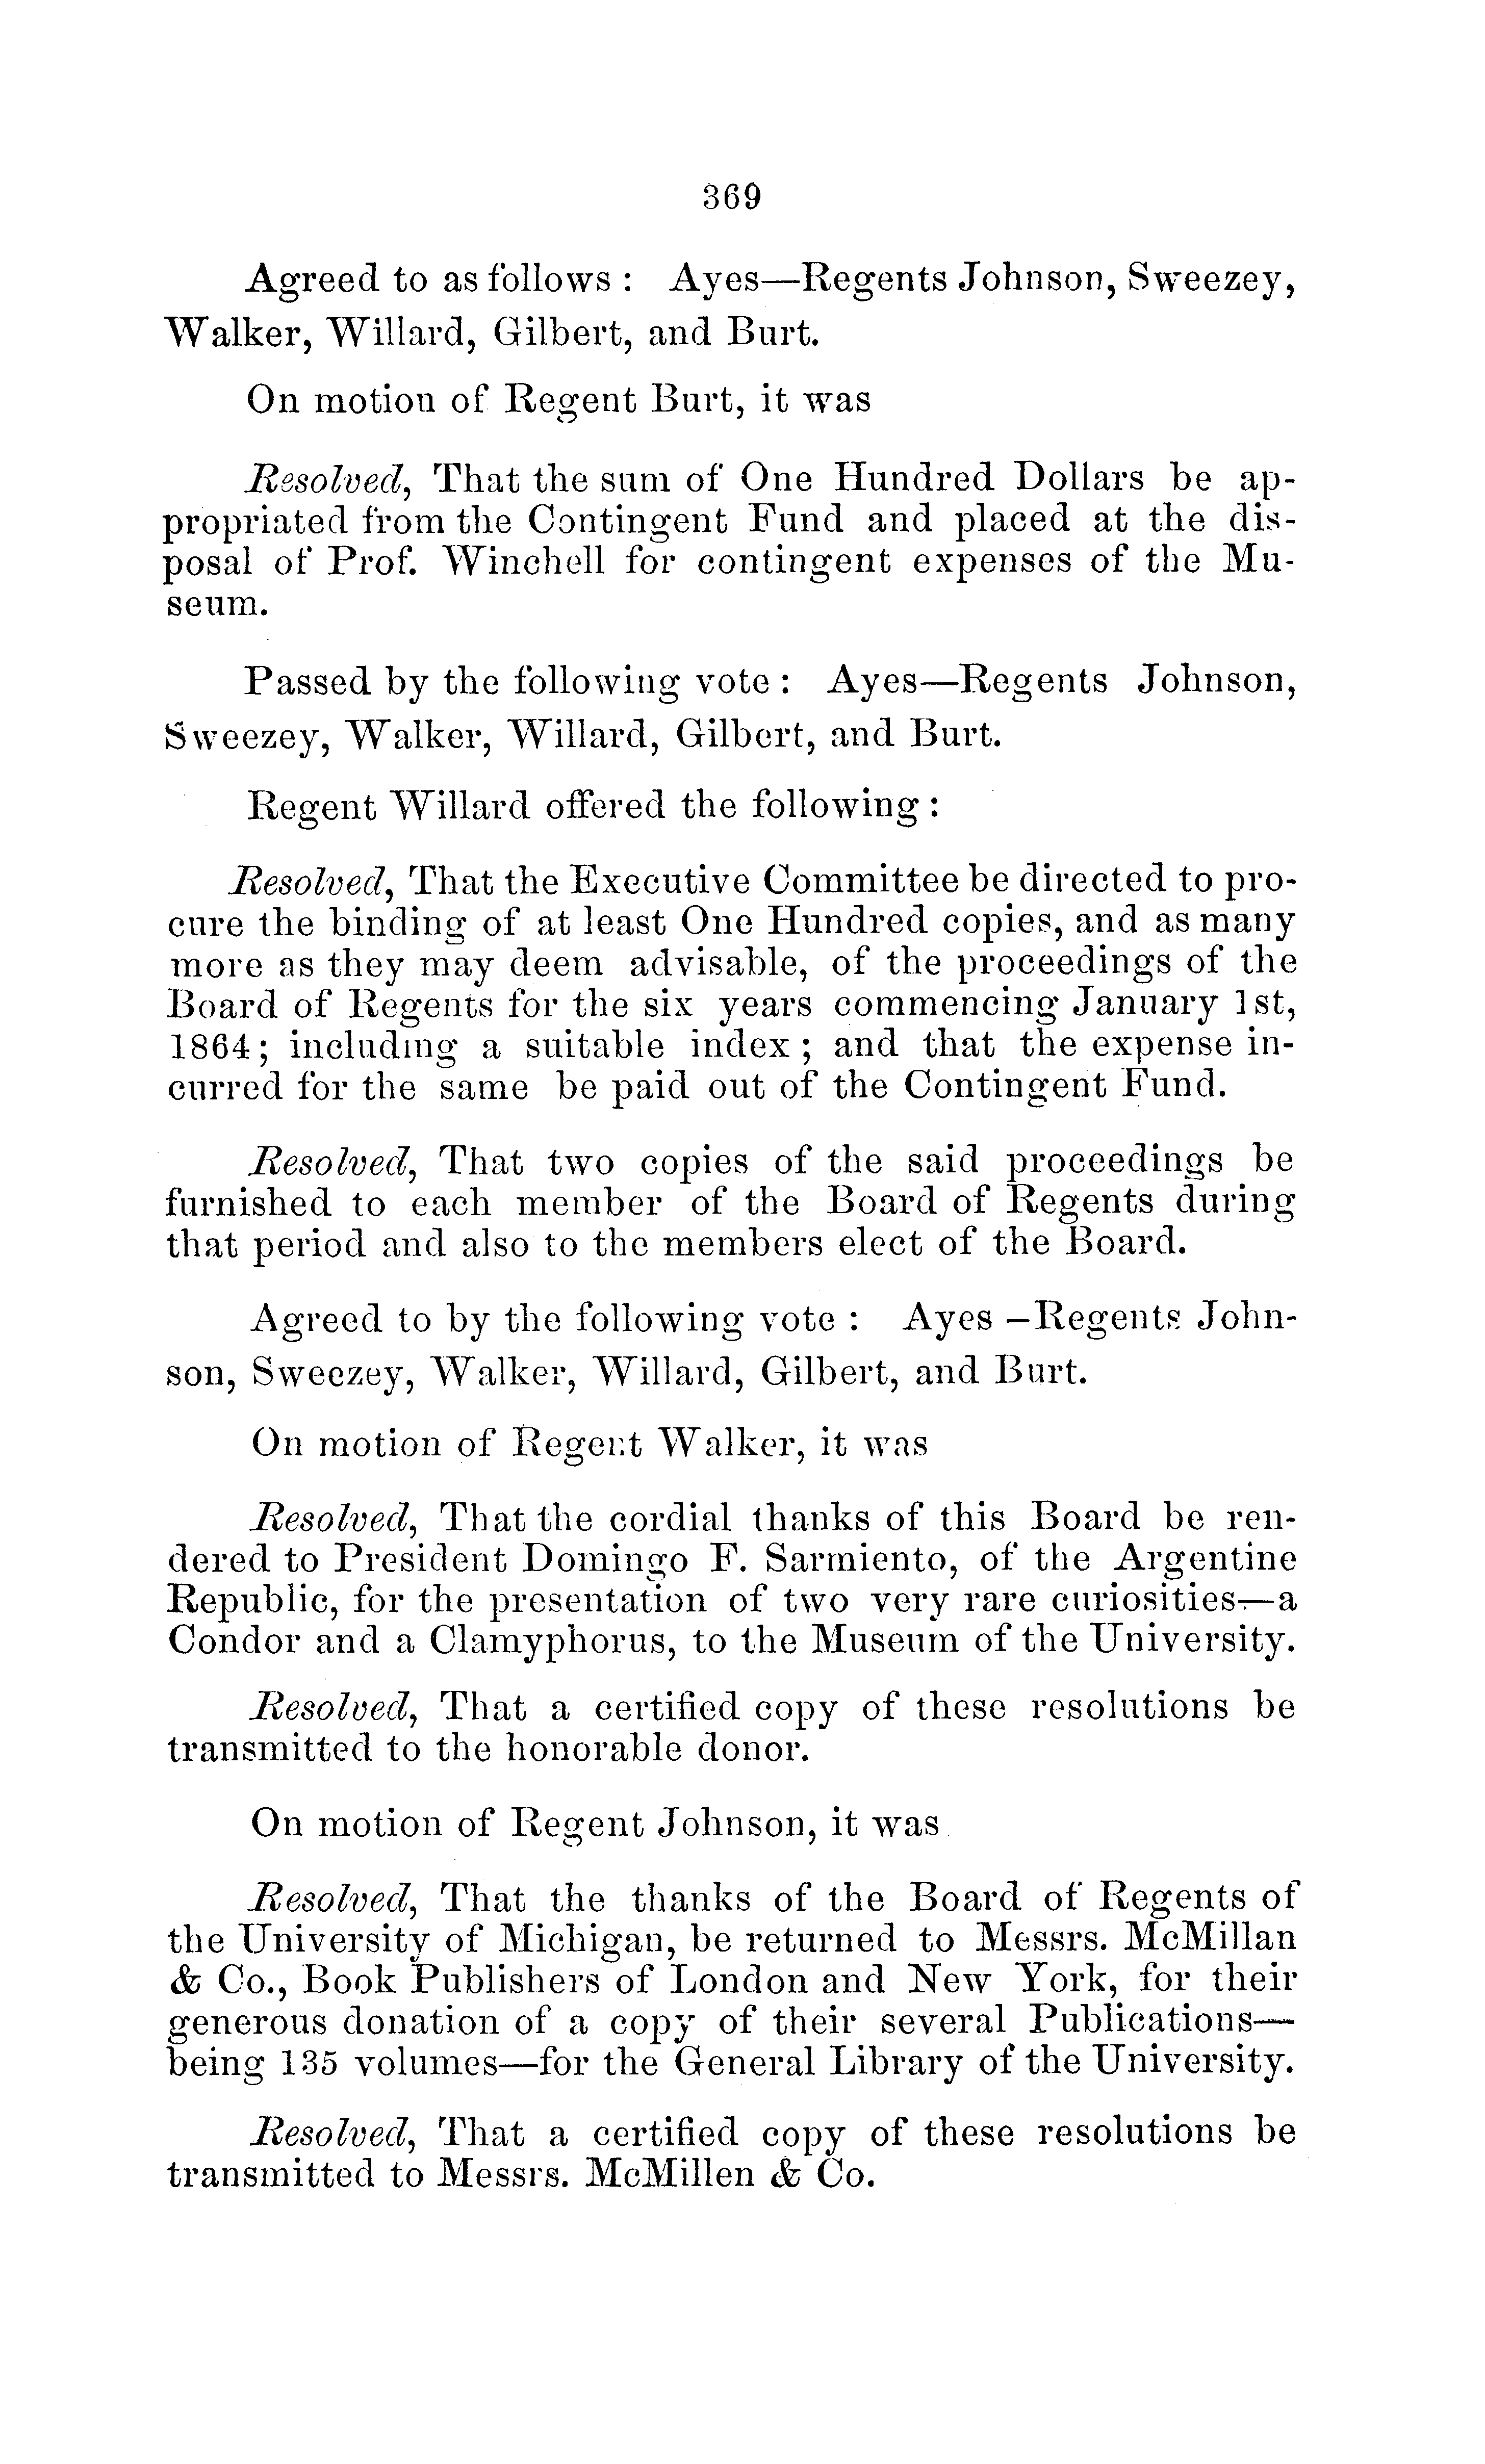 369
Agreed to as follows : Ayes—Regents Johnson, Sweezey,
Walker, Willard, Gilbert, and Burt.
On motion of Regent Burt, it was
Resolved, That the sum of One Hundred Dollars be ap-
propriated from the Contingent Fund and placed at the dis-
posal of Prof. Winchell for contingent expenses of the Mu-
seum.
Passed by the following vote : Ayes—Regents Johnson,
Sweezey, Walker, Willard, Gilbert, and Burt.
Regent Willard offered the following :
Resolved, That the Executive Committee be directed to pro-
cure the binding of at least One Hundred copies, and as many
more as they may deem advisable, of the proceedings of the
Board of Regents for the six years commencing January 1st,
1864; including a suitable index ; and that the expense in-
curred for the same be paid out of the Contingent Fund.
Resolved, That two copies of the said proceedings be
furnished to each member of the Board of Regents during
that period and also to the members elect of the Board.
Agreed to by the following vote : Ayes –Regents John-
son, Sweezey, Walker, Willard, Gilbert, and Burt.
On motion of Regent Walker, it was
Resolved, That the cordial thanks of this Board be ren-
dered to President Domingo F. Sarmiento, of the Argentine
Republic, for the presentation of two very rare curiosities—a
Condor and a Clamyphorus, to the Museum of the University.
Resolved, That a certified copy of these resolutions be
transmitted to the honorable donor.
On motion of Regent Johnson, it was
Resolved, That the thanks of the Board of Regents of
the University of Michigan, be returned to Messrs. McMillan
& Co., Book Publishers of London and New York, for their
generous donation of a copy of their several Publications—
being 135 volumes—for the General Library of the University.
Resolved, That a certified copy of these resolutions be
transmitted to Messrs. McMillen & Co.